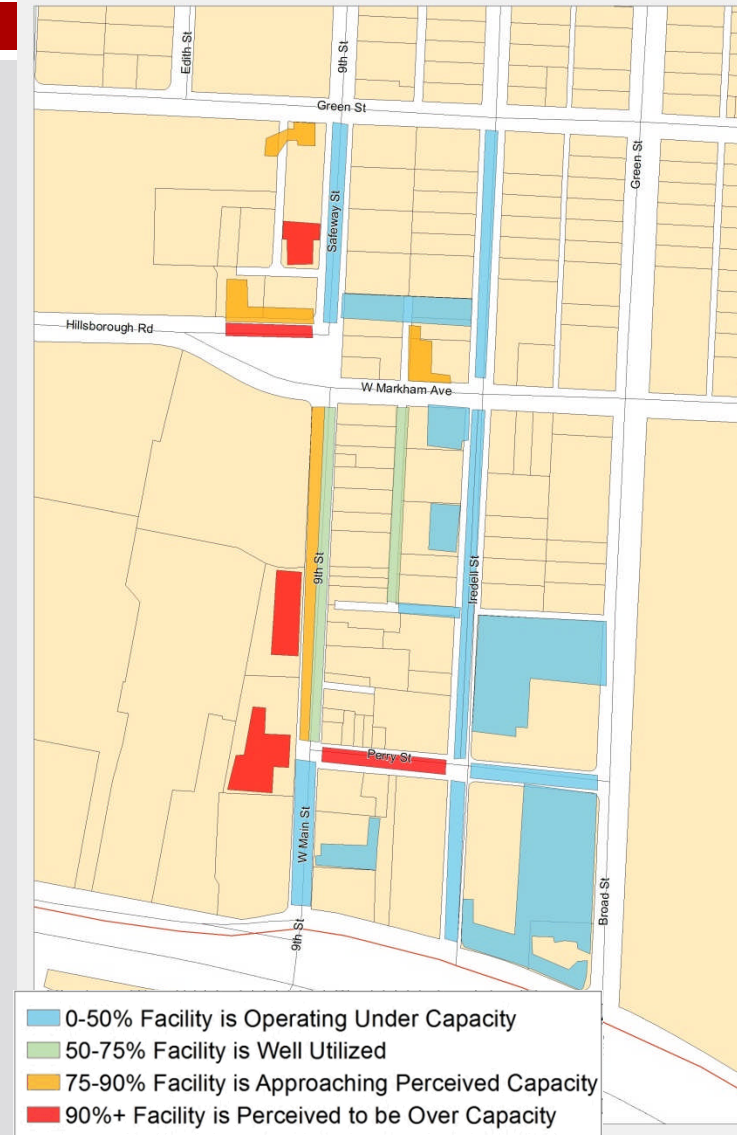 Edith St
9th St
Green St
Green St
Safeway St
Hillsborough Rd
W Markham Ave
9th St
Iredell St
Perry St
W Main St
Broad St
9th St
0-50% Facility is Operating Under Capacity
50-75% Facility is Well Utilized
75-90% Facility is Approaching Perceived Capacity
90%+ Facility is Perceived to be Over Capacity